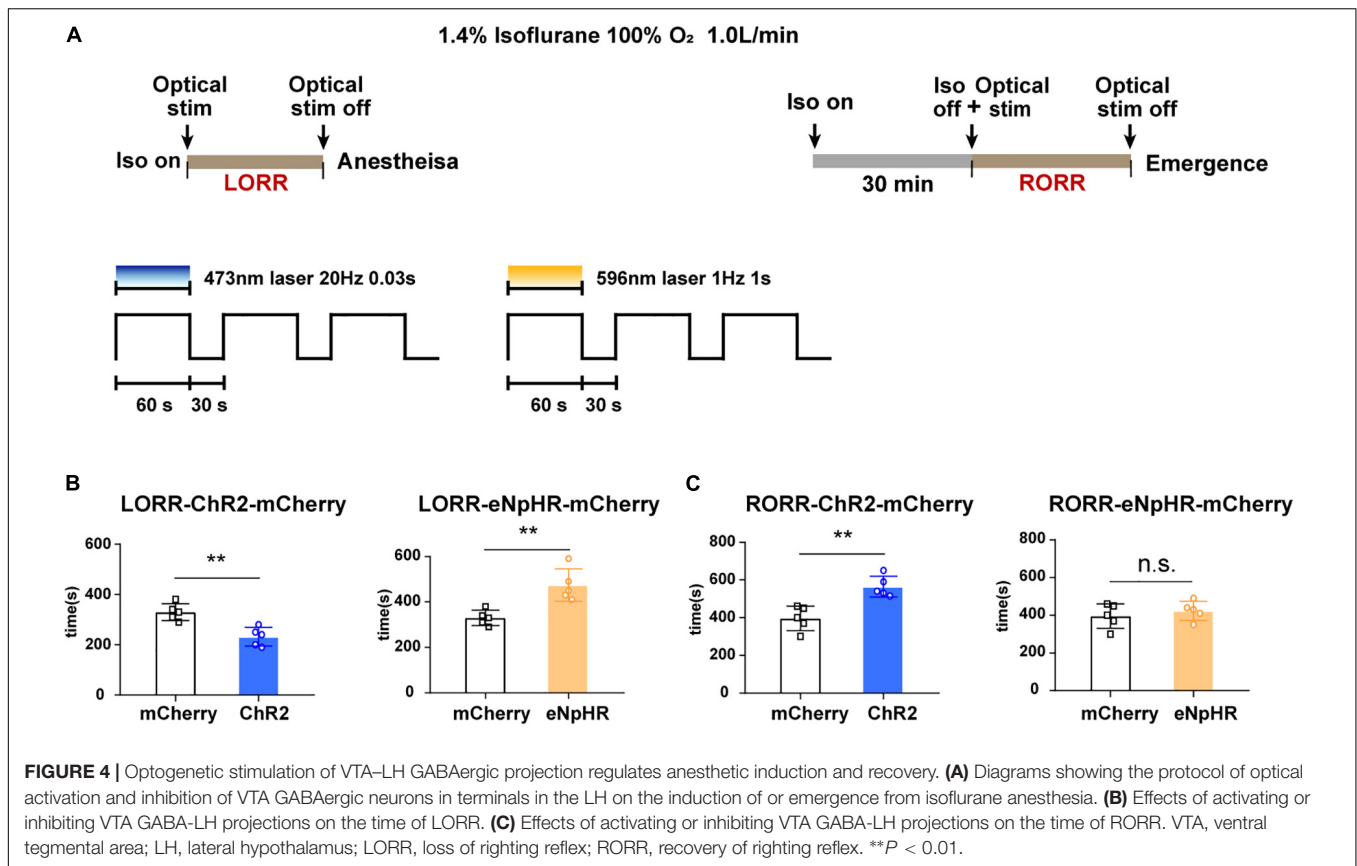 A
1.4% Isoflurane 100% O₂ 1.0L/min
Optical stim
Optical stim off
Iso on
Anestheisa
LORR
Iso on
Iso Optical
off + stim
Optical stim off
30 min
RORR
Emergence
473nm laser 20Hz 0.03s
60 s 30 s
596nm laser 1Hz 1s
60 s 30 s
B
LORR-ChR2-mCherry
**
time(s)
600
400
200
0
mCherry ChR2
LORR-eNpHR-mCherry
**
time(s)
600
400
200
0
mCherry eNpHR
C
RORR-ChR2-mCherry
**
time(s)
800
600
400
200
0
mCherry ChR2
RORR-eNpHR-mCherry
n.s.
time(s)
800
600
400
200
0
mCherry eNpHR
FIGURE 4 | Optogenetic stimulation of VTA–LH GABAergic projection regulates anesthetic induction and recovery. (A) Diagrams showing the protocol of optical
activation and inhibition of VTA GABAergic neurons in terminals in the LH on the induction of or emergence from isoflurane anesthesia. (B) Effects of activating or
inhibiting VTA GABA-LH projections on the time of LORR. (C) Effects of activating or inhibiting VTA GABA-LH projections on the time of RORR. VTA, ventral
tegmental area; LH, lateral hypothalamus; LORR, loss of righting reflex; RORR, recovery of righting reflex. **P < 0.01.